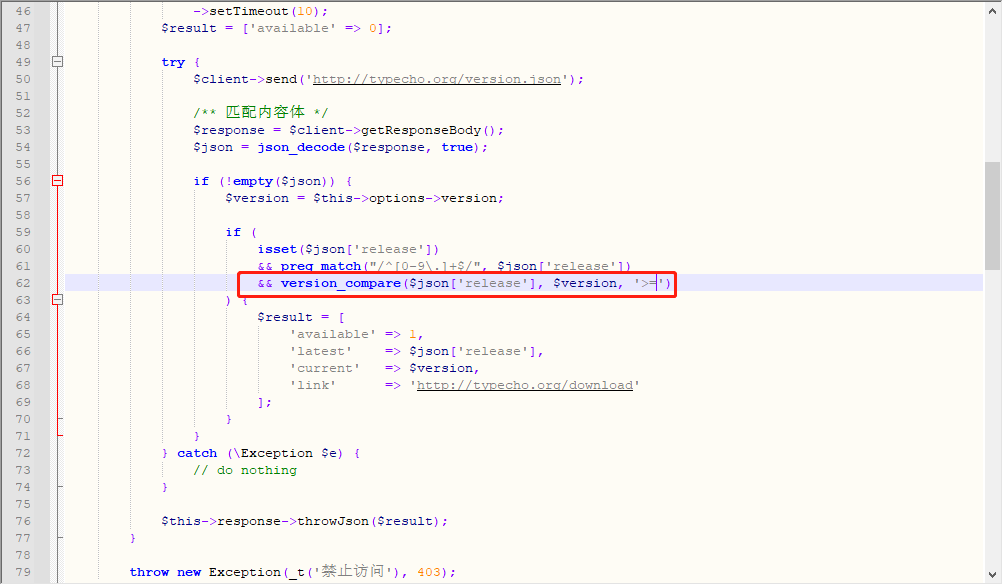 46 ->setTimeout(10);
47 $result = ['available' => 0];
48
49 try {
50 $client->send('http://typecho.org/version.json');
51
52 /** 匹配内容体 */
53 $response = $client->getResponseBody();
54 $json = json_decode($response, true);
55
56 if (!empty($json)) {
57 $version = $this->options->version;
58
59 if (
60 isset($json['release'])
61 && preg_match("/^[0-9\.]+$/", $json['release'])
62 && version_compare($json['release'], $version, '>=')
63 ) {
64 $result = [
65 'available' => 1,
66 'latest' => $json['release'],
67 'current' => $version,
68 'link' => 'http://typecho.org/download'
69 ];
70 }
71 }
72 } catch (\Exception $e) {
73 // do nothing
74 }
75
76 $this->response->throwJson($result);
77 }
78
79 throw new Exception(_t('禁止访问'), 403);